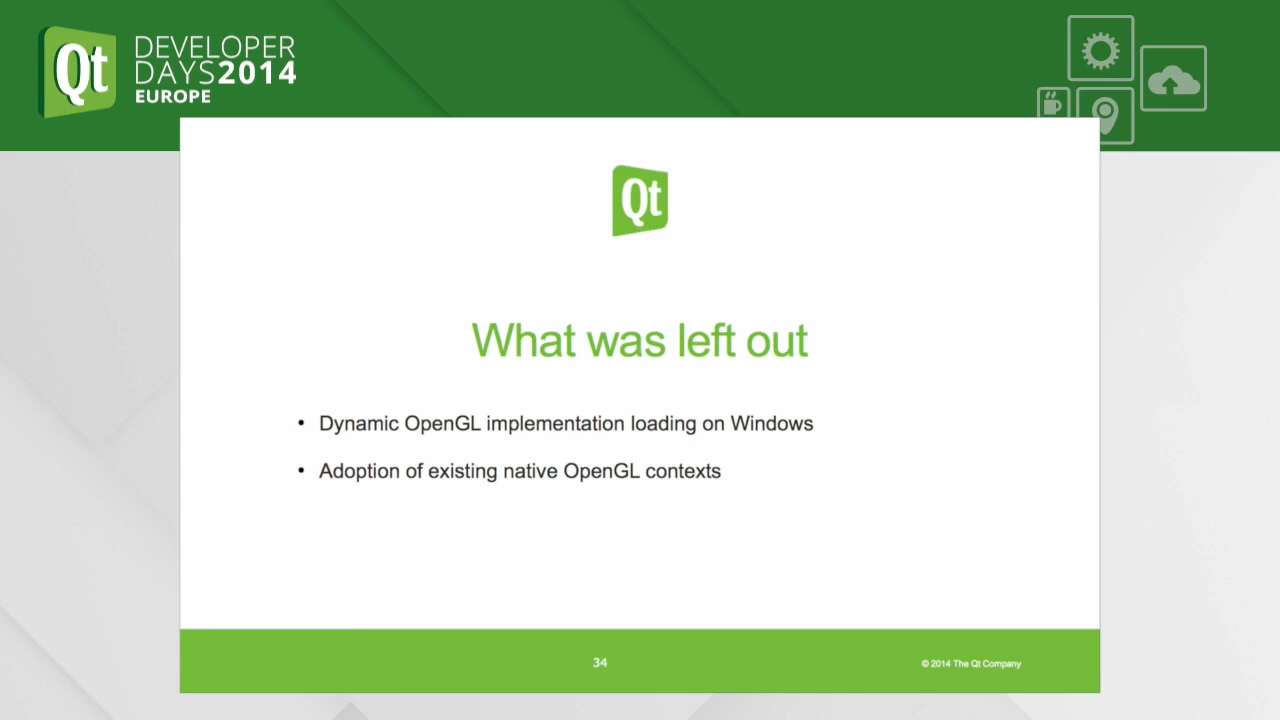 Qt
DEVELOPER
DAYS2014
EUROPE
Qt
What was left out
• Dynamic OpenGL implementation loading on Windows
• Adoption of existing native OpenGL contexts
34
© 2014 The Qt Company